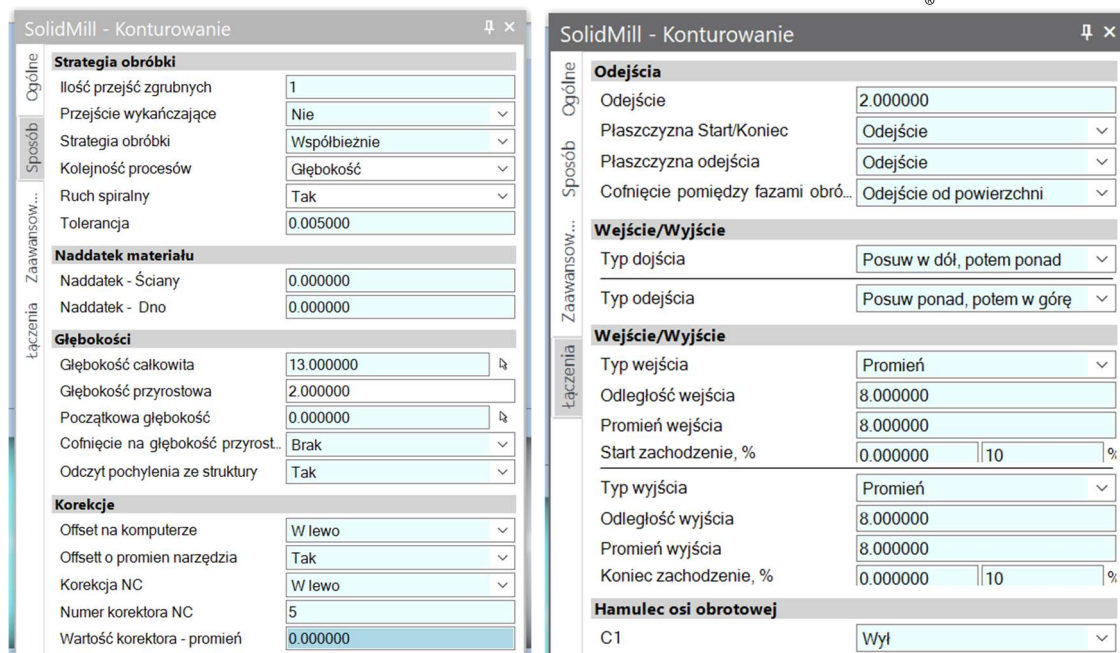 ®
SolidMill - Konturowanie
Ogólne
Sposób
Zaawansow...
Łączenia
Strategia obróbki
Ilość przejść zgrubnych 1
Przejście wykańczające Nie
Strategia obróbki Współbieżnie
Kolejność procesów Głębokość
Ruch spiralny Tak
Tolerancja 0.005000
Naddatek materiału
Naddatek - Ściany 0.000000
Naddatek - Dno 0.000000
Głębokości
Głębokość całkowita 13.000000
Głębokość przyrostowa 2.000000
Początkowa głębokość 0.000000
Cofnięcie na głębokość przyrost... Brak
Odczyt pochylenia ze struktury Tak
Korekcje
Offset na komputerze W lewo
Offsett o promien narzędzia Tak
Korekcja NC W lewo
Numer korektora NC 5
Wartość korektora - promień 0.000000
SolidMill - Konturowanie
Ogólne
Sposób
Zaawansow...
Łączenia
Odejścia
Odejście 2.000000
Płaszczyzna Start/Koniec Odejście
Płaszczyzna odejścia Odejście
Cofnięcie pomiędzy fazami obró... Odejście od powierzchni
Wejście/Wyjście
Typ dojścia Posuw w dół, potem ponad
Typ odejścia Posuw ponad, potem w górę
Wejście/Wyjście
Typ wejścia Promień
Odległość wejścia 8.000000
Promień wejścia 8.000000
Start zachodzenie, % 0.000000 10 %
Typ wyjścia Promień
Odległość wyjścia 8.000000
Promień wyjścia 8.000000
Koniec zachodzenie, % 0.000000 10 %
Hamulec osi obrotowej
C1 Wył